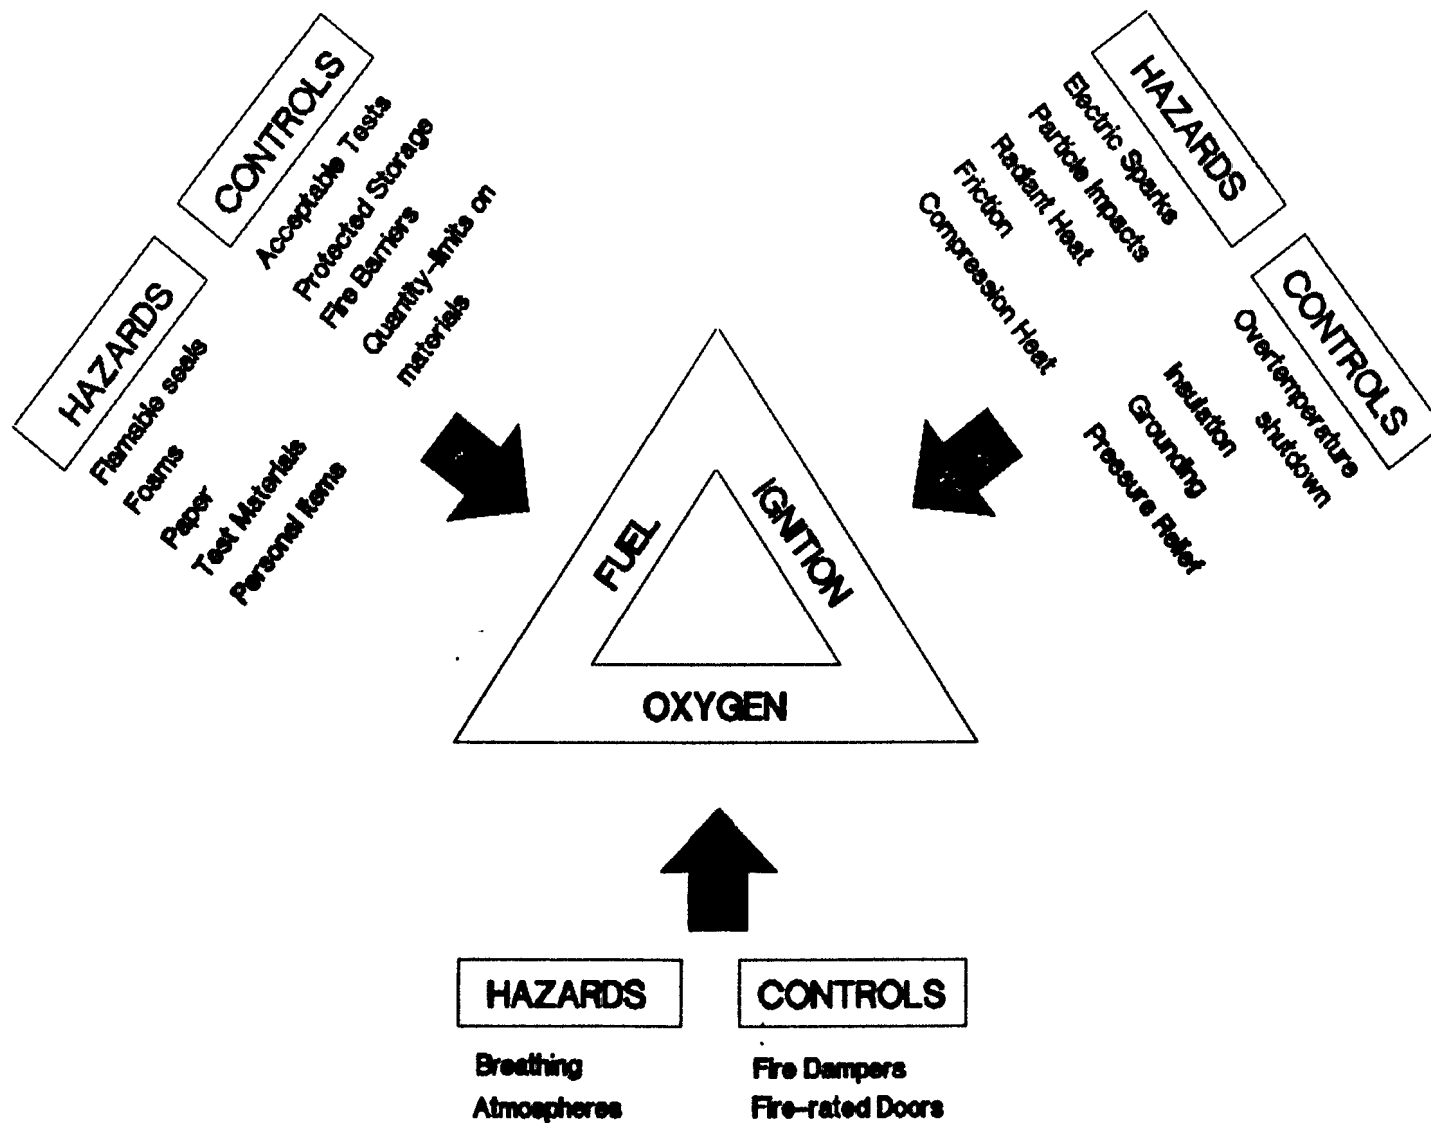 CONTROLS
Acceptable Tests
Protected Storage
Fire Barriers
Quantity-limits on
materials
HAZARDS
Flamable seals
Foams
Paper
Test Materials
Personal Items
HAZARDS
Electric Sparks
Particle Impacts
Radiant Heat
Friction
Compression Heat
CONTROLS
Overtemperature
shutdown
Insulation
Grounding
Pressure Relief
FUEL
IGNITION
OXYGEN
HAZARDS
Breathing
Atmospheres
CONTROLS
Fire Dampers
Fire-rated Doors